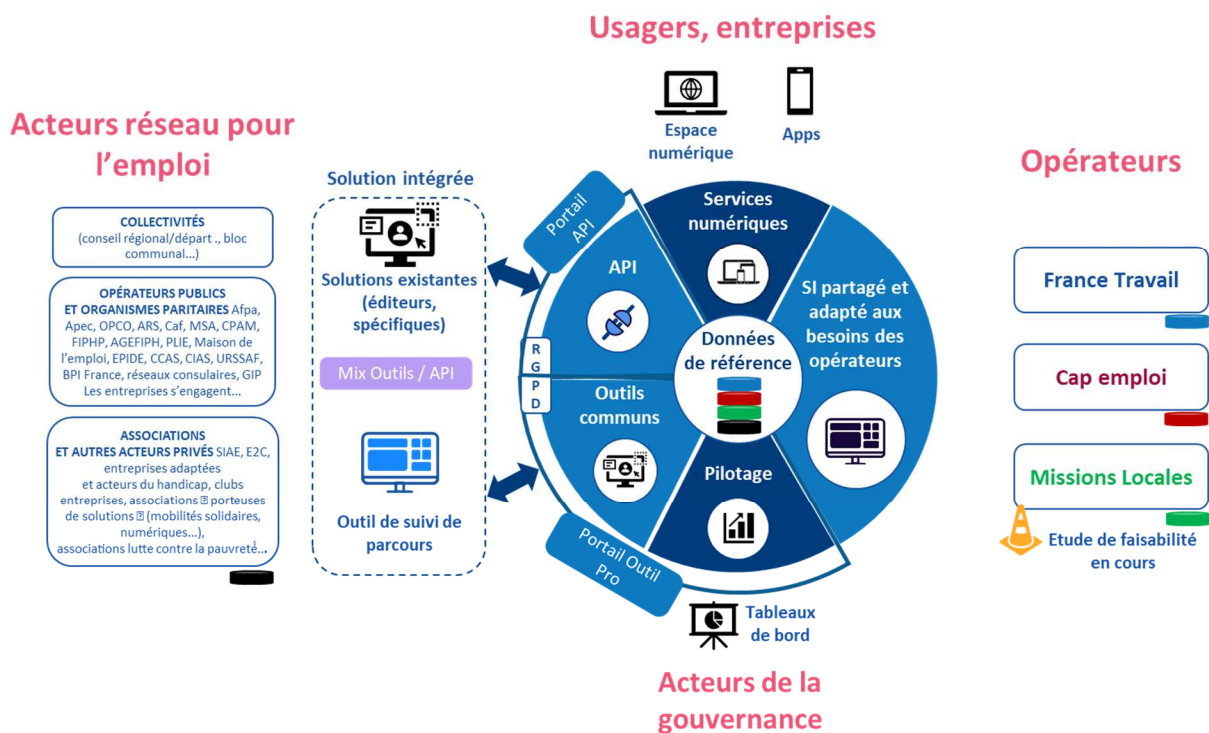 Usagers, entreprises
Espace
numérique
Apps
Acteurs réseau pour
l'emploi
COLLECTIVITÉS
(conseil régional/départ ., bloc
communal...)
OPÉRATEURS PUBLICS
ET ORGANISMES PARITAIRES Afpa,
Apec, OPCO, ARS, Caf, MSA, CPAM,
FIPHP, AGEFIPH, PLIE, Maison de
l'emploi, EPIDE, CCAS, CIAS, URSSAF,
BPI France, réseaux consulaires, GIP
Les entreprises s'engagent...
ASSOCIATIONS
ET AUTRES ACTEURS PRIVÉS SIAE, E2C,
entreprises adaptées
et acteurs du handicap, clubs
entreprises, associations porteuses
de solutions (mobilités solidaires,
numériques...),
associations lutte contre la pauvreté...
Solution intégrée
Solutions existantes
(éditeurs,
spécifiques)
Mix Outils / API
Outil de suivi de
parcours
Portail
API
RG
PD
Portail Outil
Pro
Services
numériques
API
SI partagé et
adapté aux
besoins des
opérateurs
Données
de référence
Outils
communs
Pilotage
Tableaux
de bord
Acteurs de la
gouvernance
Opérateurs
France Travail
Cap emploi
Missions Locales
Etude de faisabilité
en cours